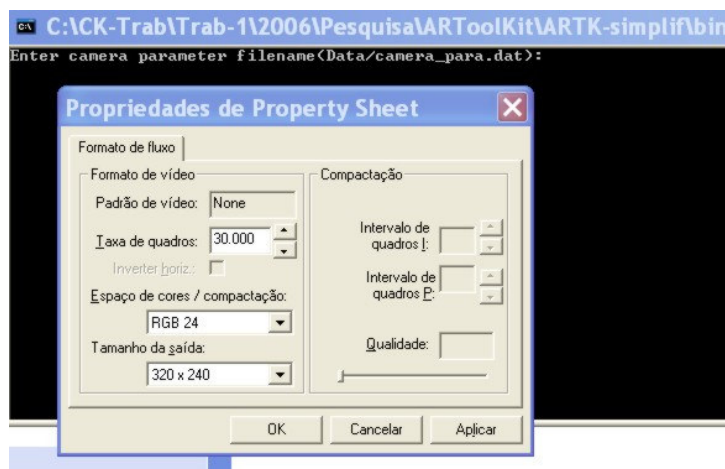 C:\CK-Trab\Trab-1\2006\Pesquisa\ARToolKit\ARTK-simplif\bin
Enter camera parameter filename(Data/camera_para.dat):
Propriedades de Property Sheet
Formato de fluxo
Formato de vídeo
Padrão de vídeo: None
Taxa de quadros: 30.000
Inverter horiz.:
Espaço de cores / compactação:
RGB 24
Tamanho da saída:
320 x 240
Compactação
Intervalo de
quadros I:
Intervalo de
quadros P:
Qualidade:
OK Cancelar Aplicar